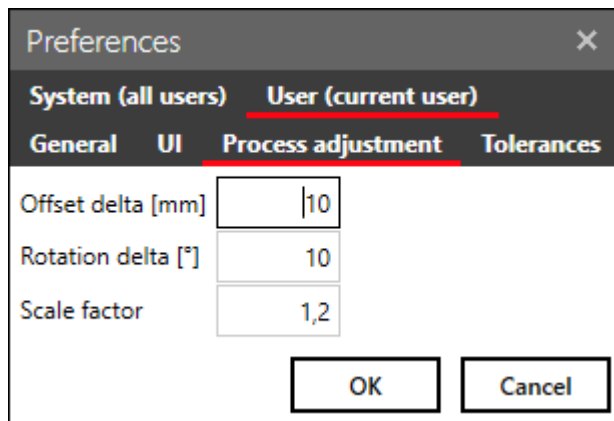 Preferences
System (all users) User (current user)
General UI Process adjustment Tolerances
Offset delta [mm] 10
Rotation delta [°] 10
Scale factor 1,2
OK Cancel